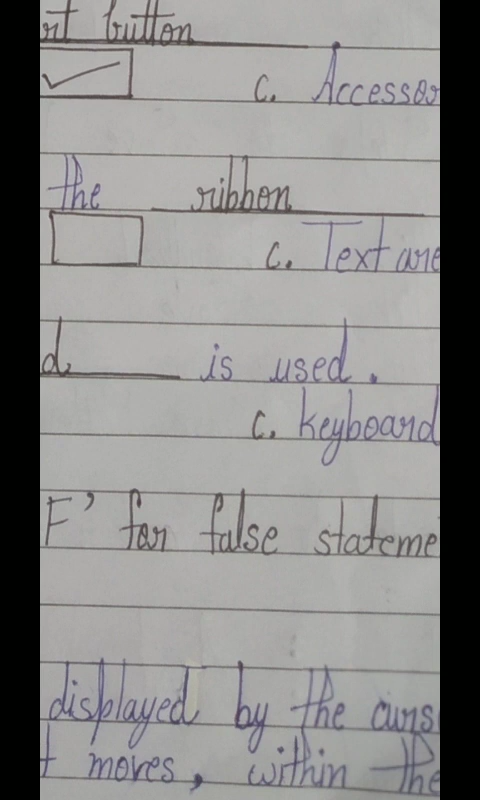 rt button
c. Accessor
the ribbon
c. Text are
d. is used.
c. keyboard
F' for false stateme
displayed by the curs
t moves, within the